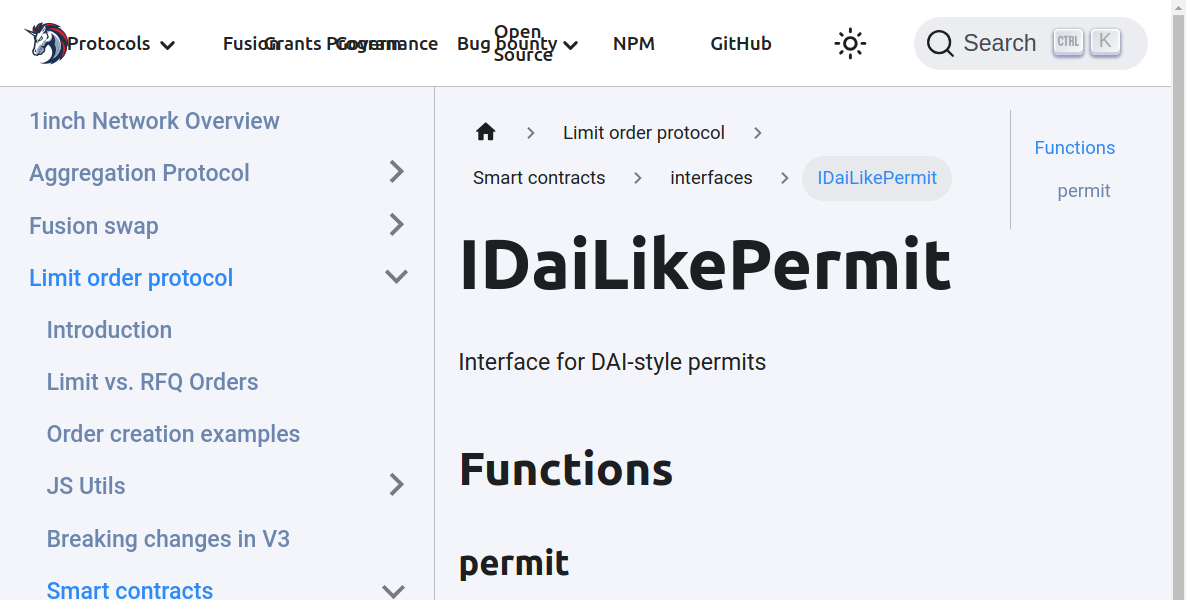 Protocols Fusion Grants Program Governance Bug bounty Open Source NPM GitHub Search CTRL K
1inch Network Overview
Aggregation Protocol
Fusion swap
Limit order protocol
Introduction
Limit vs. RFQ Orders
Order creation examples
JS Utils
Breaking changes in V3
Smart contracts
Limit order protocol
Smart contracts interfaces IDaiLikePermit
IDaiLikePermit
Interface for DAI-style permits
Functions
permit
Functions
permit